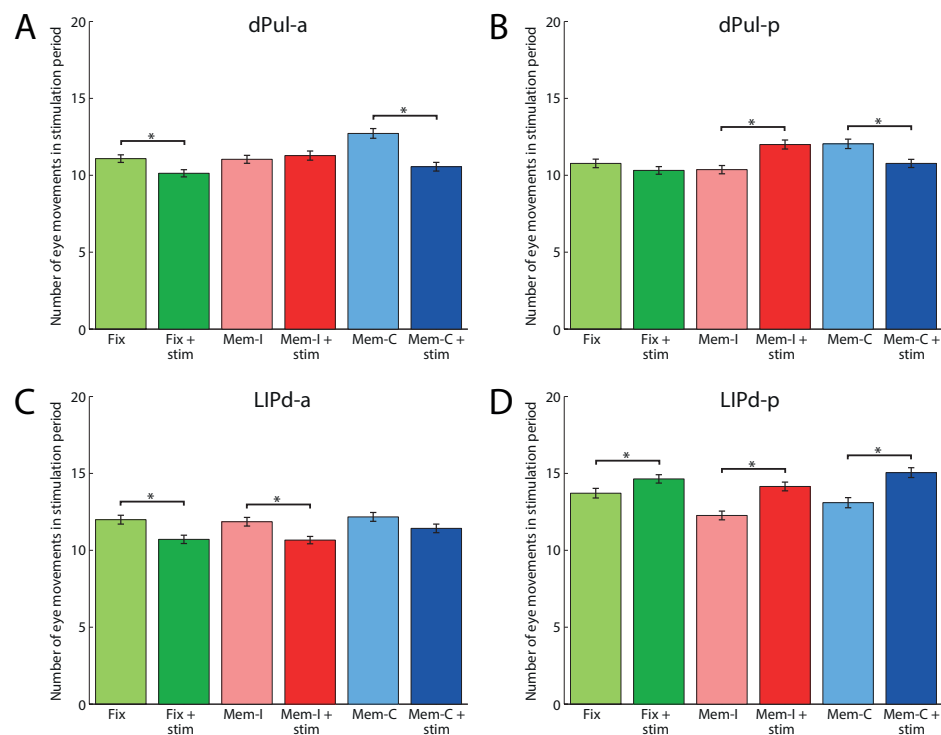 A
dPul-a
Number of eye movements in stimulation period
20
15
10
5
0
*
*
Fix
Fix +
stim
Mem-I
Mem-I +
stim
Mem-C
Mem-C +
stim
B
dPul-p
Number of eye movements in stimulation period
20
15
10
5
0
*
*
Fix
Fix +
stim
Mem-I
Mem-I +
stim
Mem-C
Mem-C +
stim
C
LIPd-a
Number of eye movements in stimulation period
20
15
10
5
0
*
*
Fix
Fix +
stim
Mem-I
Mem-I +
stim
Mem-C
Mem-C +
stim
D
LIPd-p
Number of eye movements in stimulation period
20
15
10
5
0
*
*
*
Fix
Fix +
stim
Mem-I
Mem-I +
stim
Mem-C
Mem-C +
stim